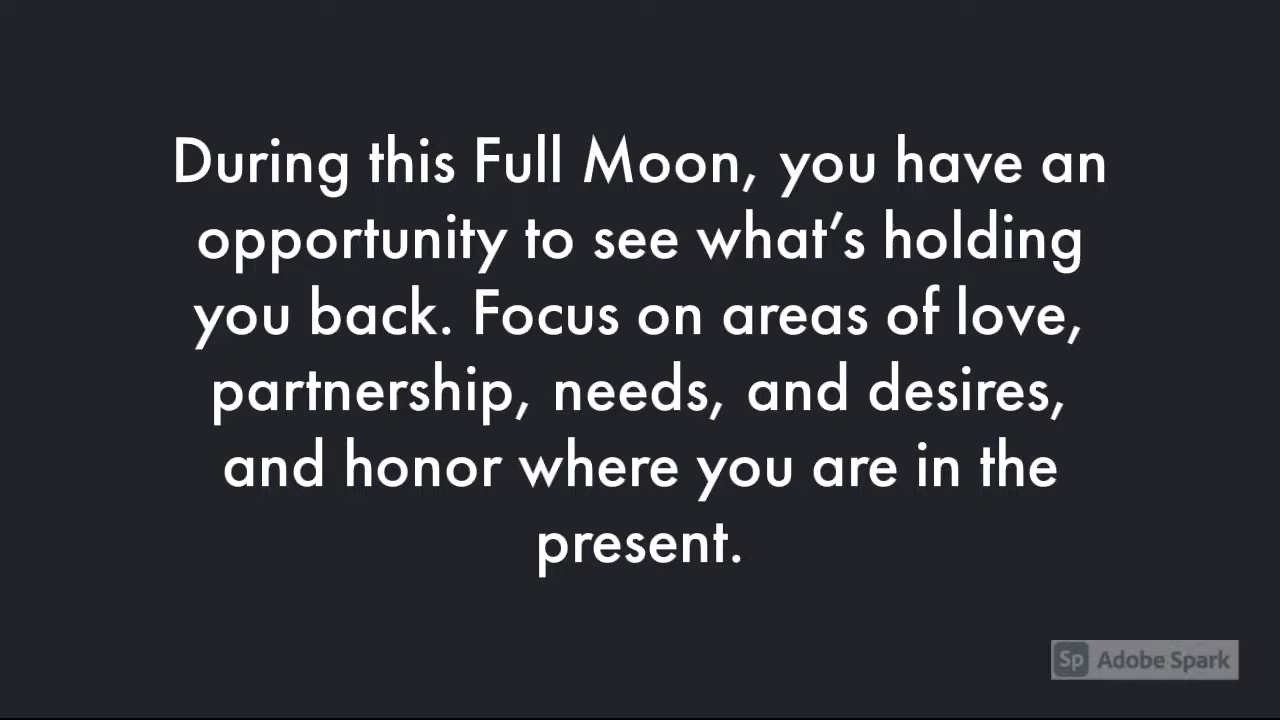 During this Full Moon, you have an
opportunity to see what’s holding
you back. Focus on areas of love,
partnership, needs, and desires,
and honor where you are in the
present.
Sp Adobe Spark